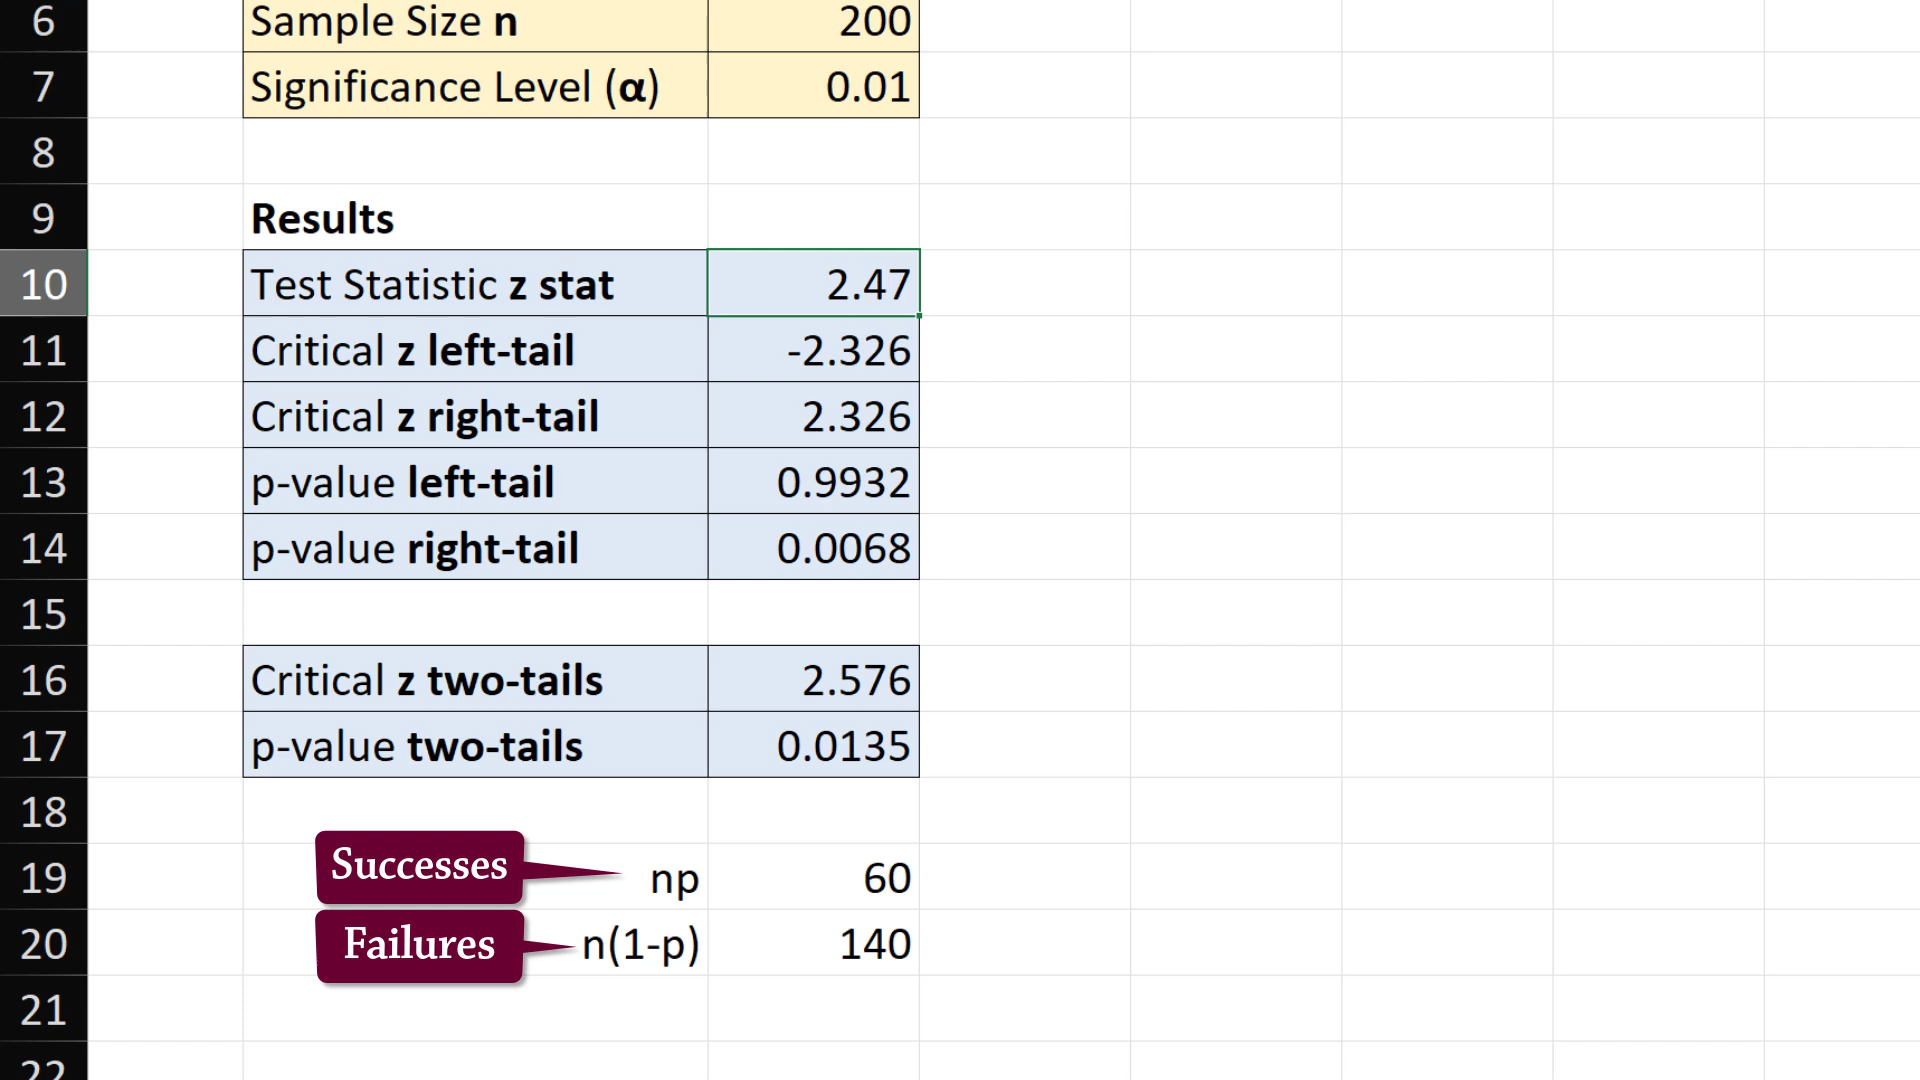 6 Sample Size n 200
7 Significance Level (α) 0.01
8
9 Results
10 Test Statistic z stat 2.47
11 Critical z left-tail -2.326
12 Critical z right-tail 2.326
13 p-value left-tail 0.9932
14 p-value right-tail 0.0068
15
16 Critical z two-tails 2.576
17 p-value two-tails 0.0135
18
19 Successes np 60
20 Failures n(1-p) 140
21
22